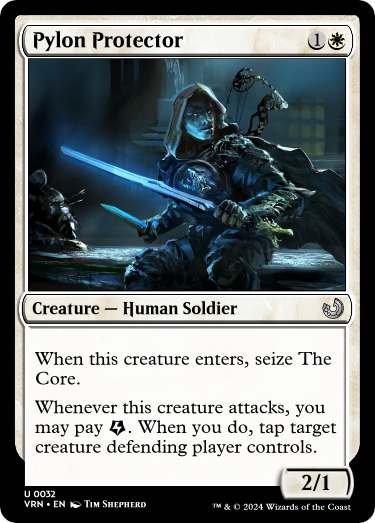 Pylon Protector 1
Creature — Human Soldier
When this creature enters, seize The
Core.
Whenever this creature attacks, you
may pay . When you do, tap target
creature defending player controls.
2/1
U 0032
VRN • EN Tim Shepherd
™ & © 2024 Wizards of the Coast